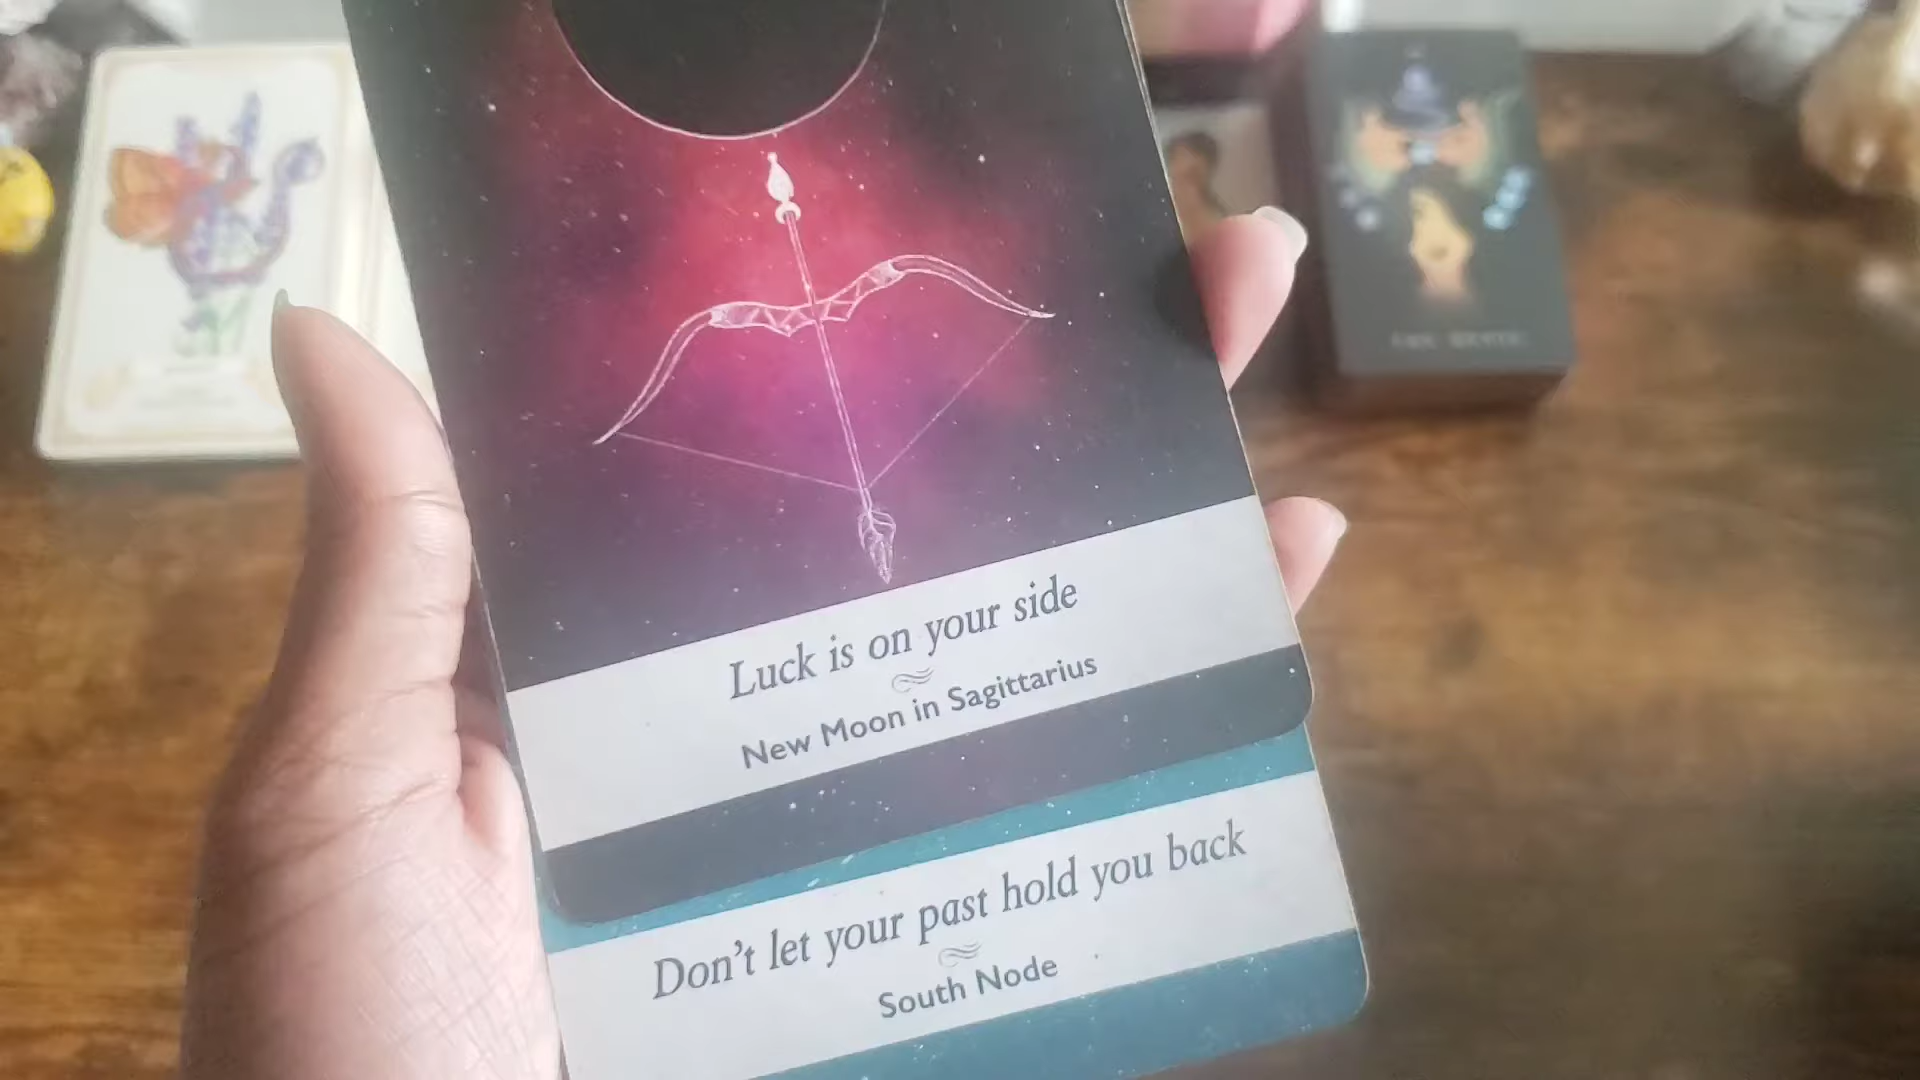 Luck is on your side
New Moon in Sagittarius
Don't let your past hold you back
South Node